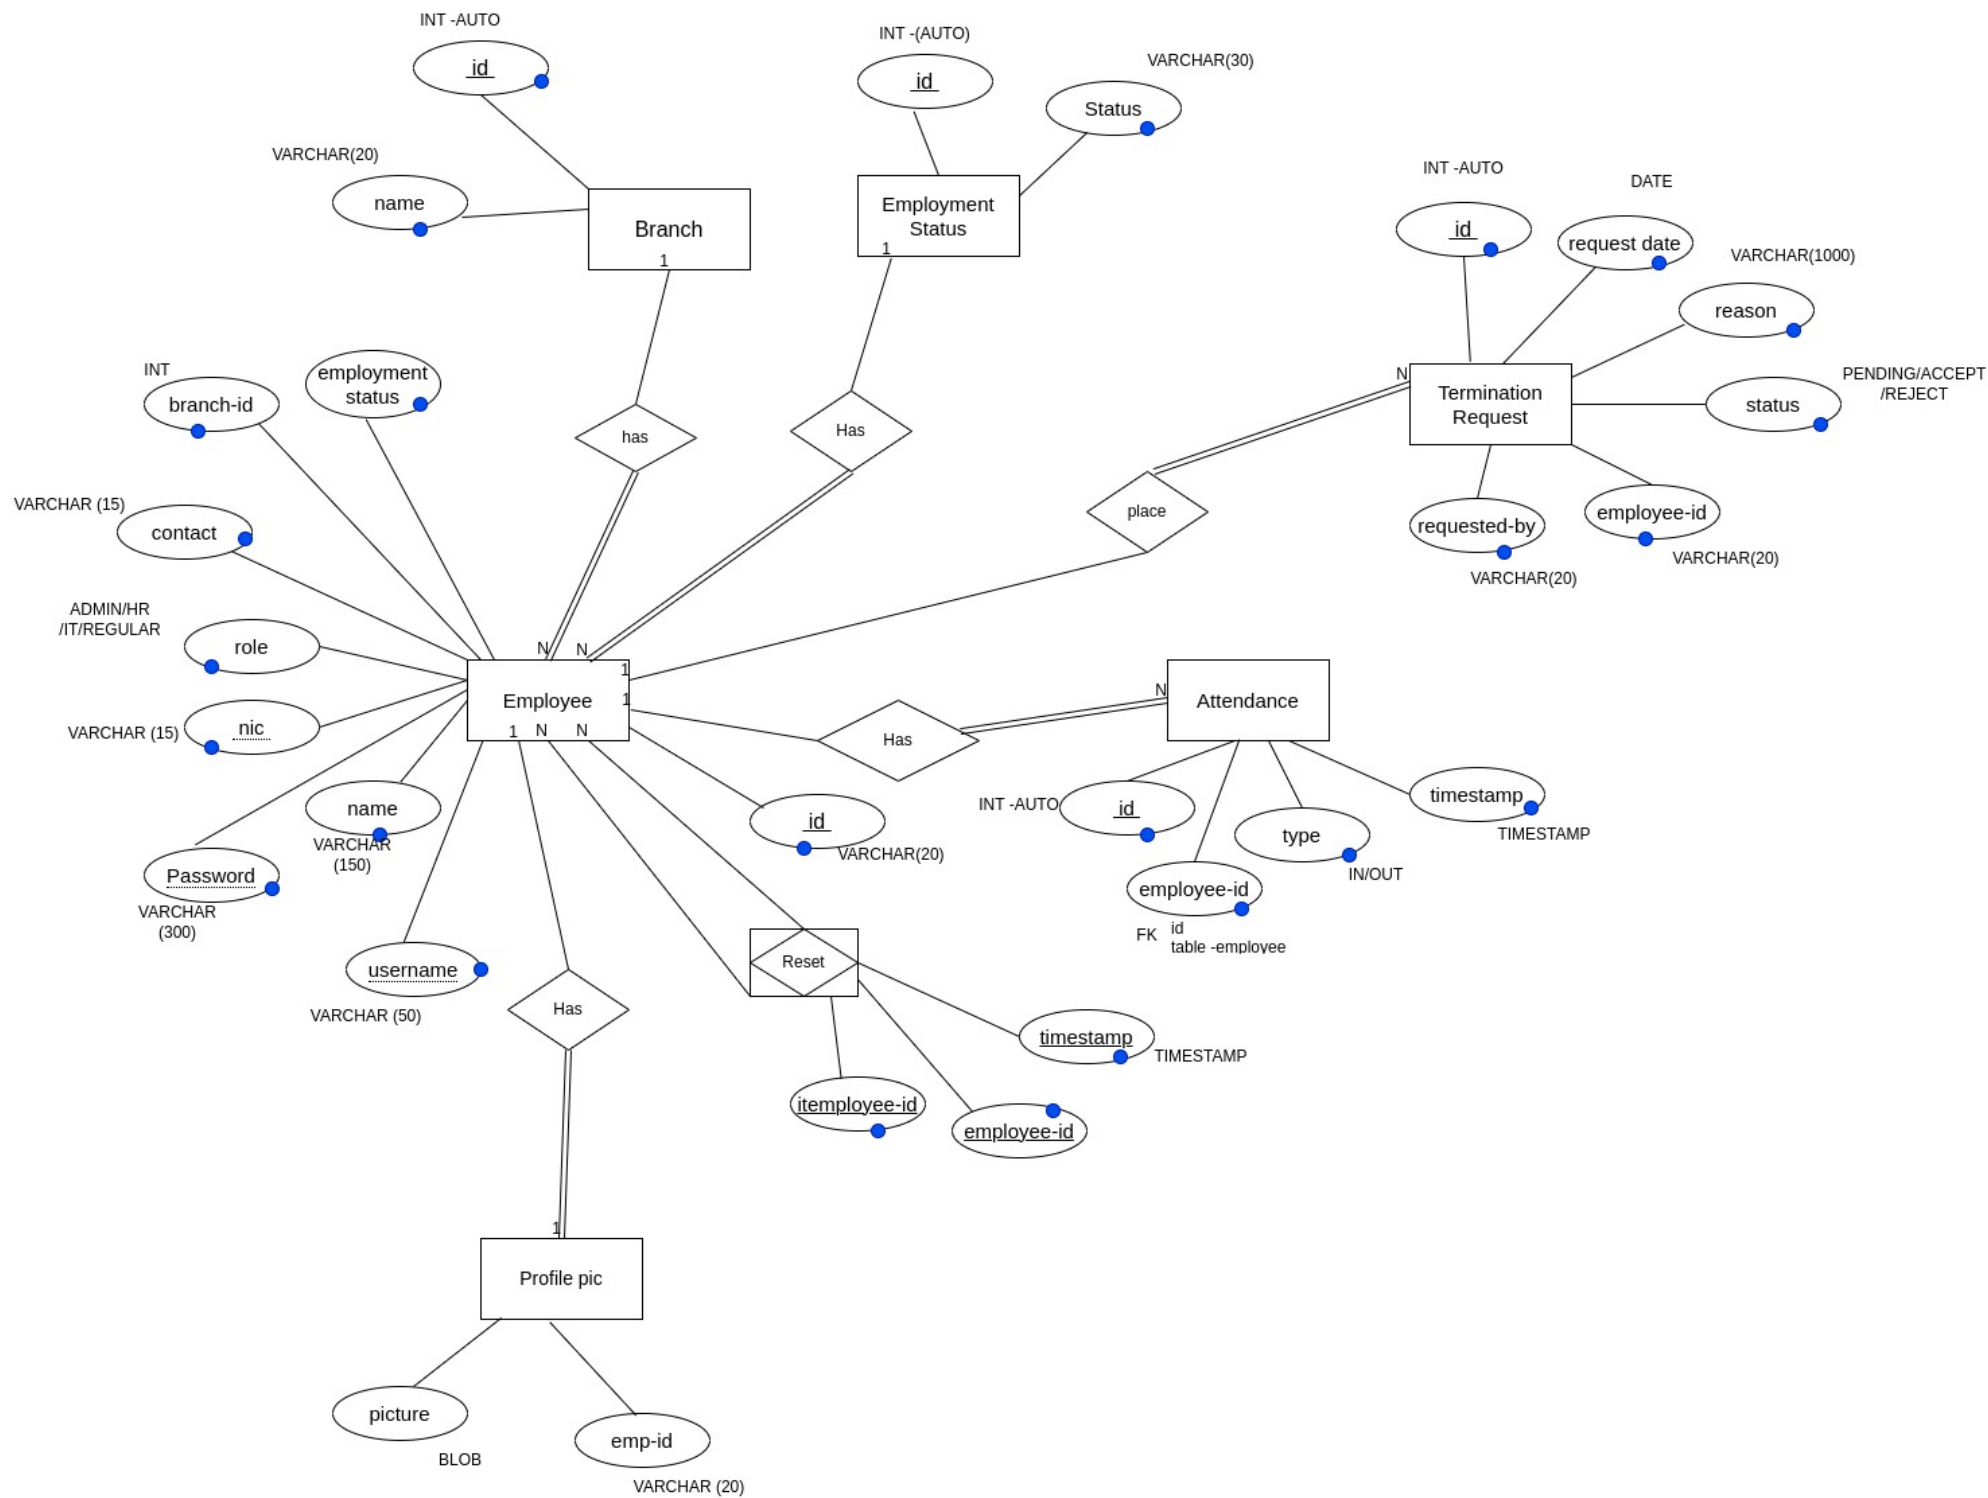 INT -AUTO
id
VARCHAR(20)
name
Branch
1
INT -(AUTO)
id
VARCHAR(30)
Status
Employment
Status
1
INT -AUTO
id
DATE
request date
VARCHAR(1000)
reason
PENDING/ACCEPT
/REJECT
status
N
Termination
Request
requested-by
VARCHAR(20)
employee-id
VARCHAR(20)
INT
branch-id
employment
status
has
Has
place
VARCHAR (15)
contact
ADMIN/HR
/IT/REGULAR
role
VARCHAR (15)
nic
N
N
1
Employee
1
1
N
N
Has
N
Attendance
name
VARCHAR
(150)
Password
VARCHAR
(300)
username
VARCHAR (50)
id
VARCHAR(20)
INT -AUTO
id
type
IN/OUT
timestamp
TIMESTAMP
employee-id
FK
id
table -employee
Reset
Has
timestamp
TIMESTAMP
itemployee-id
employee-id
1
Profile pic
picture
BLOB
emp-id
VARCHAR (20)